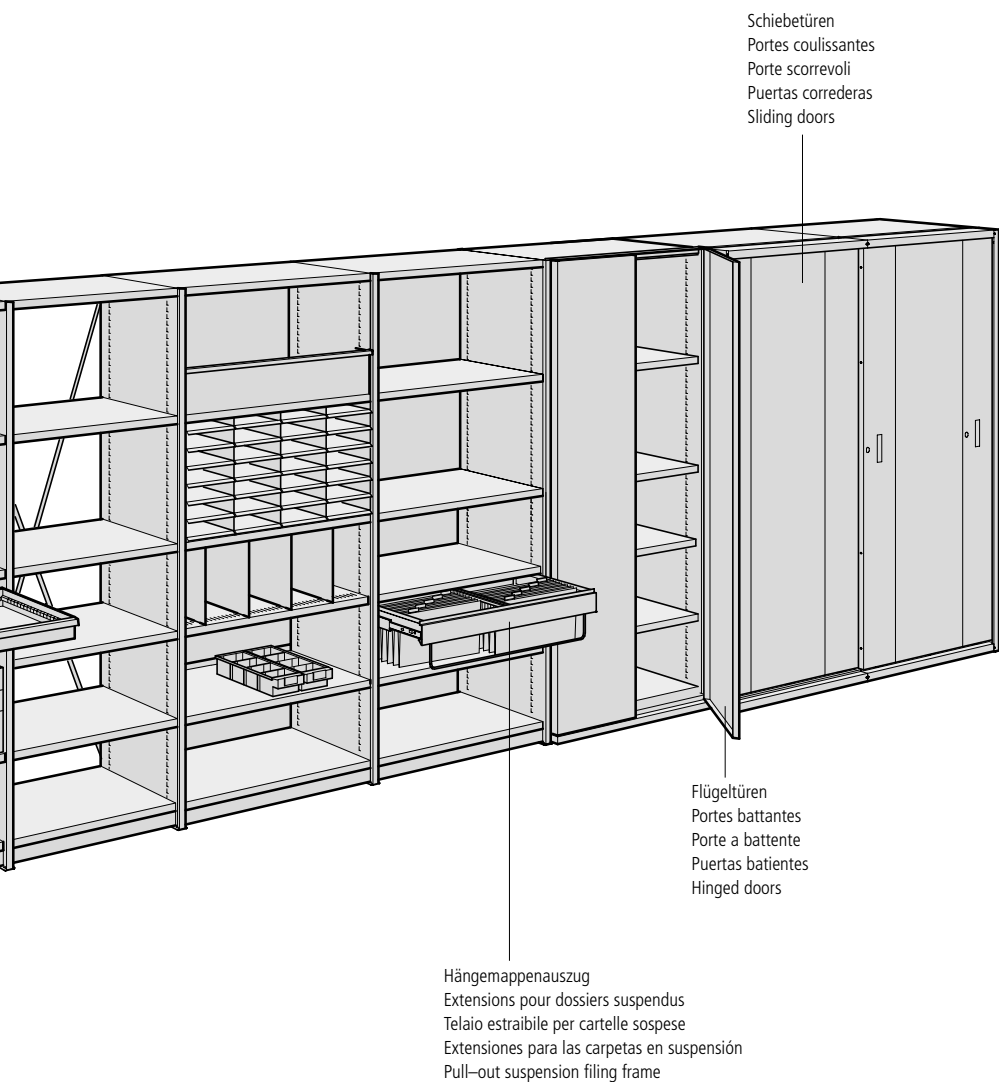 Schiebetüren
Portes coulissantes
Porte scorrevoli
Puertas correderas
Sliding doors
Flügeltüren
Portes battantes
Porte a battente
Puertas batientes
Hinged doors
Hängemappenauszug
Extensions pour dossiers suspendus
Telaio estraibile per cartelle sospese
Extensiones para las carpetas en suspensión
Pull–out suspension filing frame